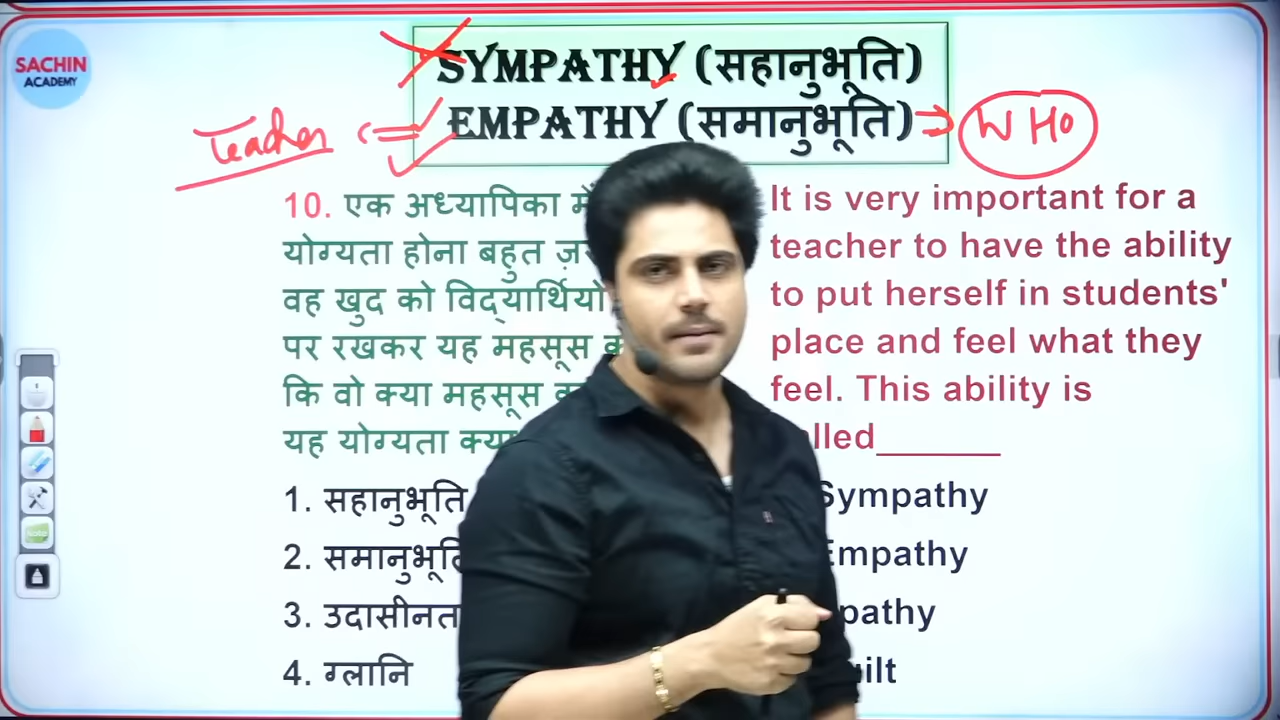 SACHIN
ACADEMY
SYMPATHY (सहानुभूति)
EMPATHY (समानुभूति)
Teacher
WHO
10. एक अध्यापिका में
योग्यता होना बहुत
वह खुद को विद्यार्थियों
पर रखकर यह महसूस
कि वो क्या महसूस
यह योग्यता
1. सहानुभूति
2. समानुभूति
3. उदासीनत
4. ग्लानि
It is very important for a
teacher to have the ability
to put herself in students'
place and feel what they
feel. This ability is
lled______
Sympathy
Empathy
pathy
uilt